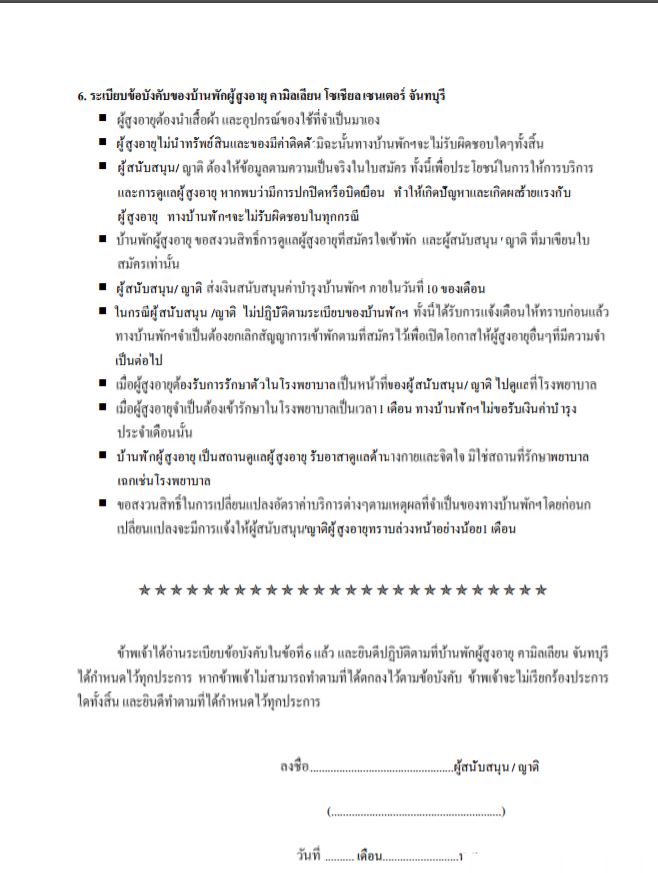 6. ระเบียบข้อบังคับของบ้านพักผู้สูงอายุ คามิลเลียน โซเชียล เซนเตอร์ จันทบุรี
■ ผู้สูงอายุต้องนำเสื้อผ้า และอุปกรณ์ของใช้ที่จำเป็นมาเอง
■ ผู้สูงอายุไม่นำทรัพย์สินและของมีค่าติดตัว มิฉะนั้นทางบ้านพักฯจะไม่รับผิดชอบใดๆทั้งสิ้น
■ ผู้สนับสนุน/ ญาติ ต้องให้ข้อมูลตามความเป็นจริงในใบสมัคร ทั้งนี้เพื่อประโยชน์ในการให้การบริการ
และการดูแลผู้สูงอายุ หากพบว่ามีการปกปิดหรือบิดเบือน ทำให้เกิดปัญหาและเกิดผลร้ายแรงกับ
ผู้สูงอายุ ทางบ้านพักฯจะไม่รับผิดชอบในทุกกรณี
■ บ้านพักผู้สูงอายุ ขอสงวนสิทธิ์การดูแลผู้สูงอายุที่สมัครใจเข้าพัก และผู้สนับสนุน / ญาติ ที่มาเขียนใบ
สมัครเท่านั้น
■ ผู้สนับสนุน/ ญาติ ส่งเงินสนับสนุนค่าบำรุงบ้านพักฯ ภายในวันที่ 10 ของเดือน
■ ในกรณีผู้สนับสนุน /ญาติ ไม่ปฏิบัติตามระเบียบของบ้านพักฯ ทั้งนี้ได้รับการแจ้งเตือนให้ทราบก่อนแล้ว
ทางบ้านพักฯจำเป็นต้องยกเลิกสัญญาการเข้าพักตามที่สมัครไว้เพื่อเปิดโอกาสให้ผู้สูงอายุอื่นๆที่มีความจำ
เป็นต่อไป
■ เมื่อผู้สูงอายุต้องรับการรักษาตัวในโรงพยาบาล เป็นหน้าที่ของผู้สนับสนุน/ ญาติ ไปดูแลที่โรงพยาบาล
■ เมื่อผู้สูงอายุจำเป็นต้องเข้ารักษาในโรงพยาบาลเป็นเวลา1 เดือน ทางบ้านพักฯไม่ขอรับเงินค่าบำรุง
ประจำเดือนนั้น
■ บ้านพักผู้สูงอายุ เป็นสถานดูแลผู้สูงอายุ รับอาสาดูแลด้านร่างกายและจิตใจ มิใช่สถานที่รักษาพยาบาล
เฉกเช่นโรงพยาบาล
■ ขอสงวนสิทธิ์ในการเปลี่ยนแปลงอัตราค่าบริการต่างๆตามเหตุผลที่จำเป็นของทางบ้านพักฯโดยก่อนก
เปลี่ยนแปลงจะมีการแจ้งให้ผู้สนับสนุน/ญาติผู้สูงอายุทราบล่วงหน้าอย่างน้อย1 เดือน
ข้าพเจ้าได้อ่านระเบียบข้อบังคับในข้อที่ 6 แล้ว และยินดีปฏิบัติตามที่บ้านพักผู้สูงอายุ คามิลเลียน จันทบุรี
ได้กำหนดไว้ทุกประการ หากข้าพเจ้าไม่สามารถทำตามที่ได้ตกลงไว้ตามข้อบังคับ ข้าพเจ้าจะไม่เรียกร้องประการ
ใดทั้งสิ้น และยินดีทำตามที่ได้กำหนดไว้ทุกประการ
ลงชื่อ................................................ผู้สนับสนุน / ญาติ
(.........................................................)
วันที่ .......... เดือน..........................